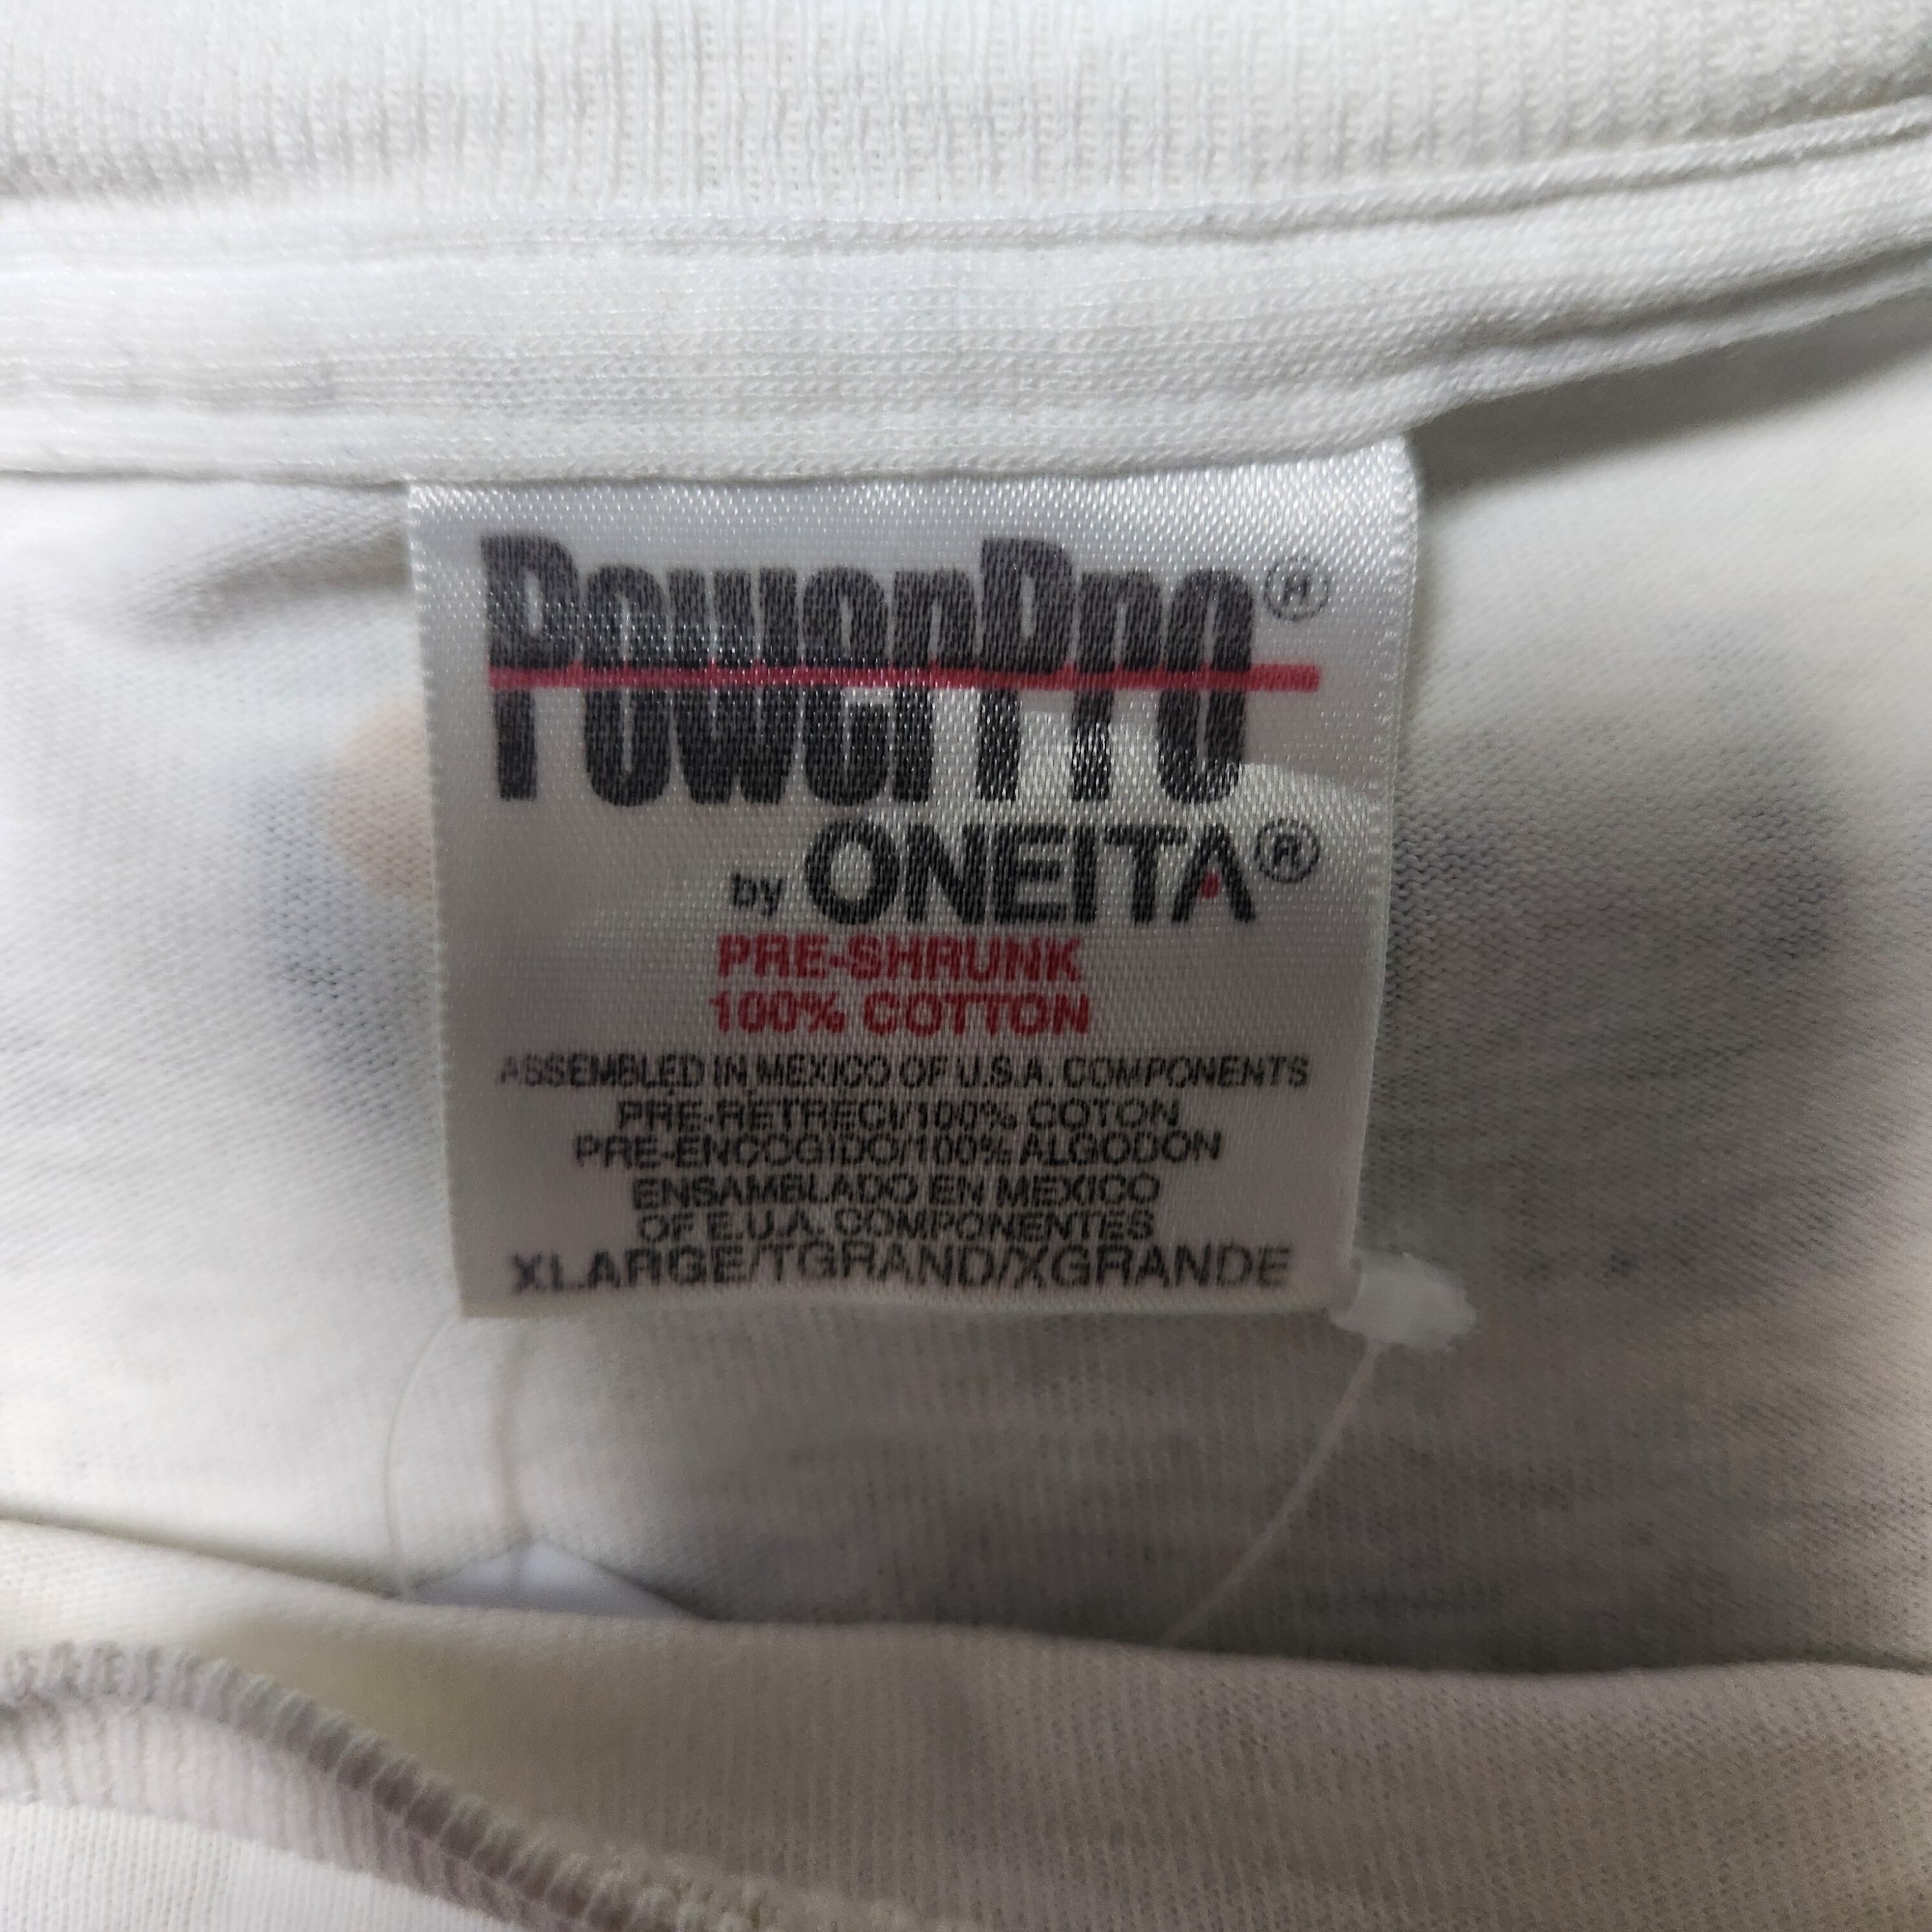 PowerPro®
by ONEITA®
PRE-SHRUNK
100% COTTON
ASSEMBLED IN MEXICO OF U.S.A. COMPONENTS
PRE-RETRECI/100% COTON
PRE-ENCOGIDO/100% ALGODON
ENSAMBLADO EN MEXICO
OF E.U.A. COMPONENTES
XLARGE/TGRAND/XGRANDE